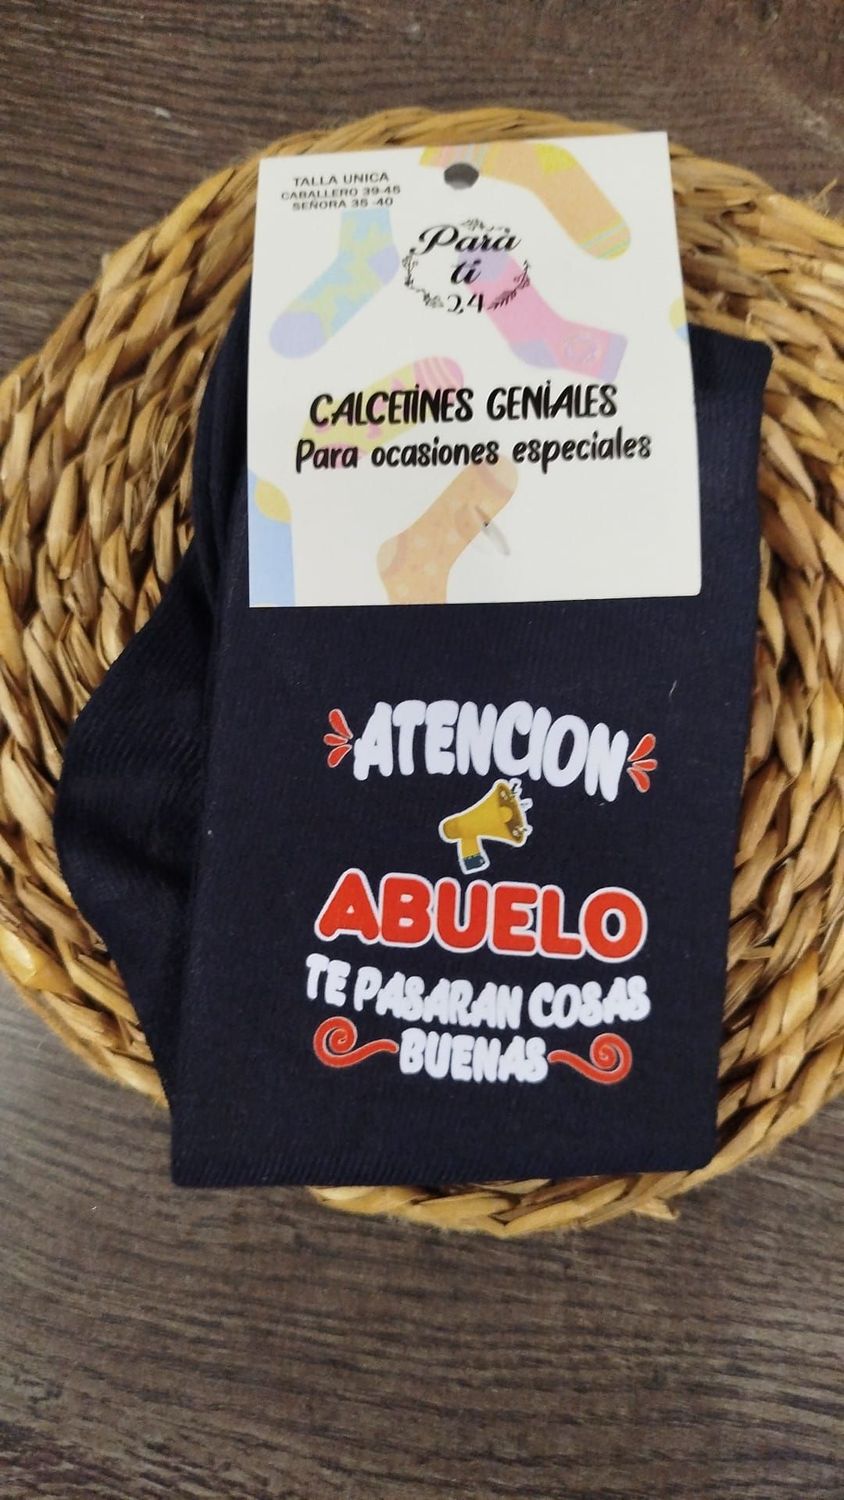 TALLA UNICA
CABALLERO 39-45
SEÑORA 35 -40
Para
ti
24
CALCETINES GENIALES
Para ocasiones especiales
ATENCION
ABUELO
TE PASARAN COSAS
BUENAS